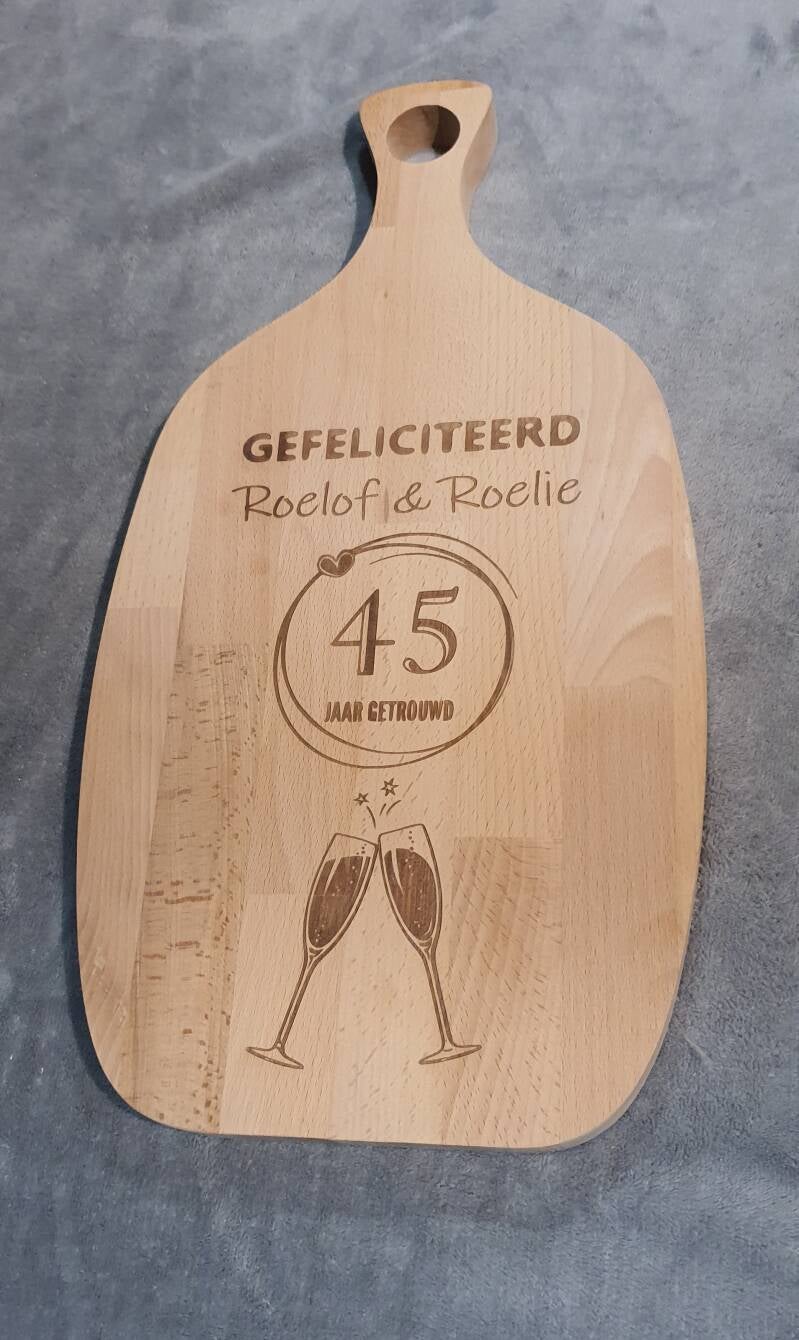 GEFELICITEERD
Roelof & Roelie
45
JAAR GETROUWD